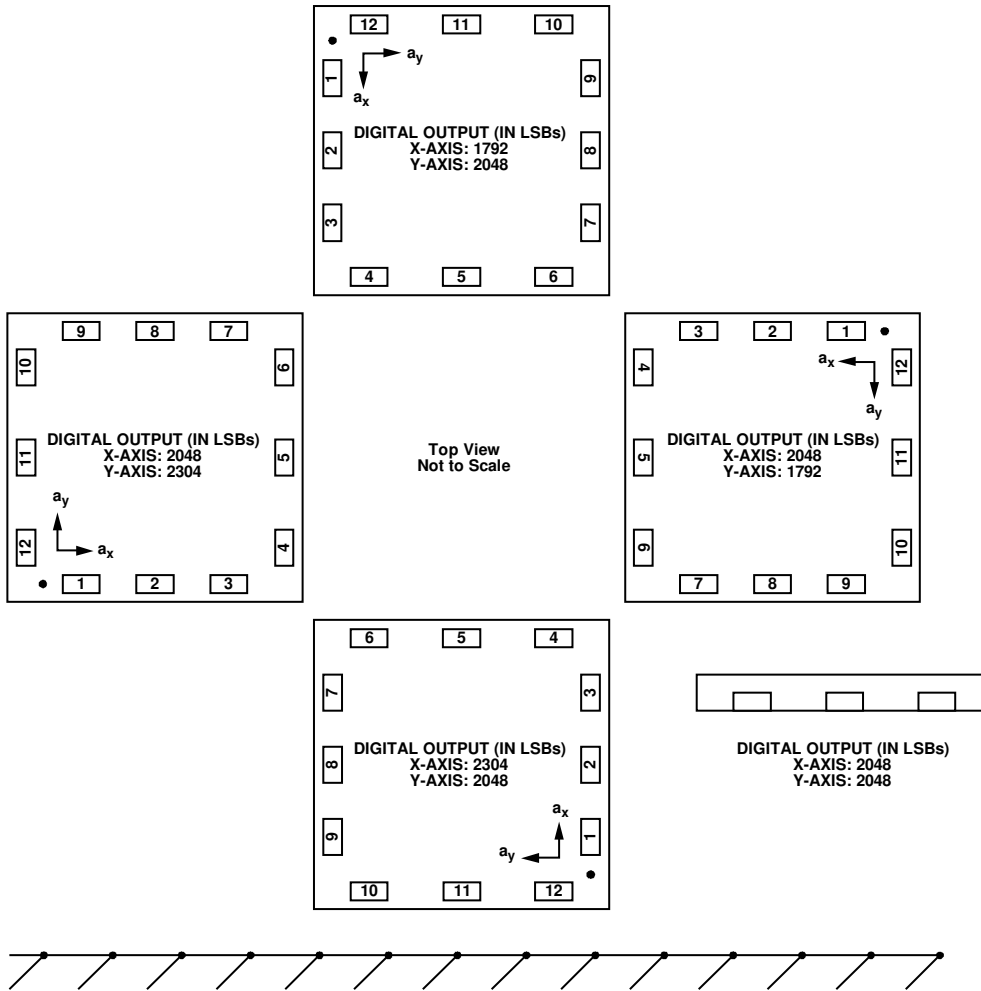 12 11 10
1
a_y
a_x
9
DIGITAL OUTPUT (IN LSBs)
X-AXIS: 1792
Y-AXIS: 2048
2
8
3
7
4 5 6
9 8 7
10
6
DIGITAL OUTPUT (IN LSBs)
X-AXIS: 2048
Y-AXIS: 2304
11
5
a_y
a_x
12
4
1 2 3
Top View
Not to Scale
3 2 1
4
a_x
a_y
12
DIGITAL OUTPUT (IN LSBs)
X-AXIS: 2048
Y-AXIS: 1792
5
11
6
10
7 8 9
6 5 4
7
3
DIGITAL OUTPUT (IN LSBs)
X-AXIS: 2304
Y-AXIS: 2048
8
2
a_x
a_y
9
1
10 11 12
DIGITAL OUTPUT (IN LSBs)
X-AXIS: 2048
Y-AXIS: 2048